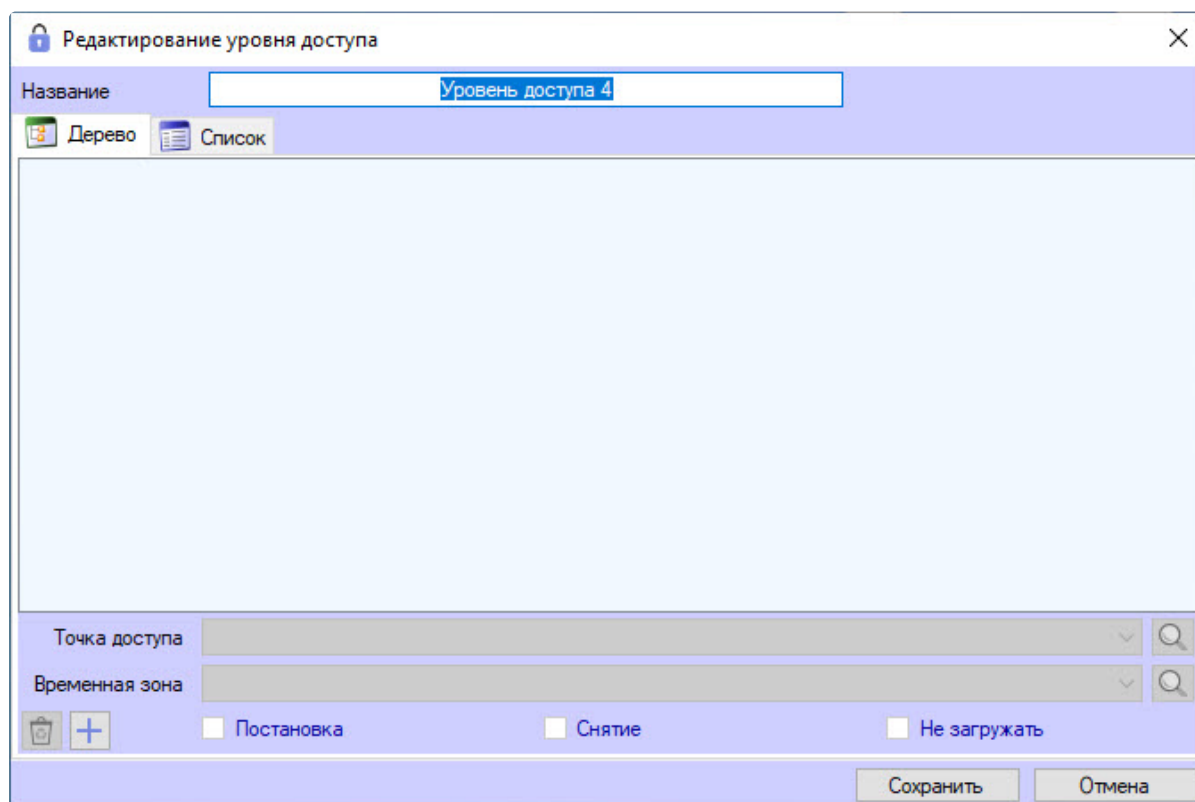 Редактирование уровня доступа
Название Уровень доступа 4
Дерево Список
Точка доступа
Временная зона
Постановка Снятие Не загружать
Сохранить Отмена